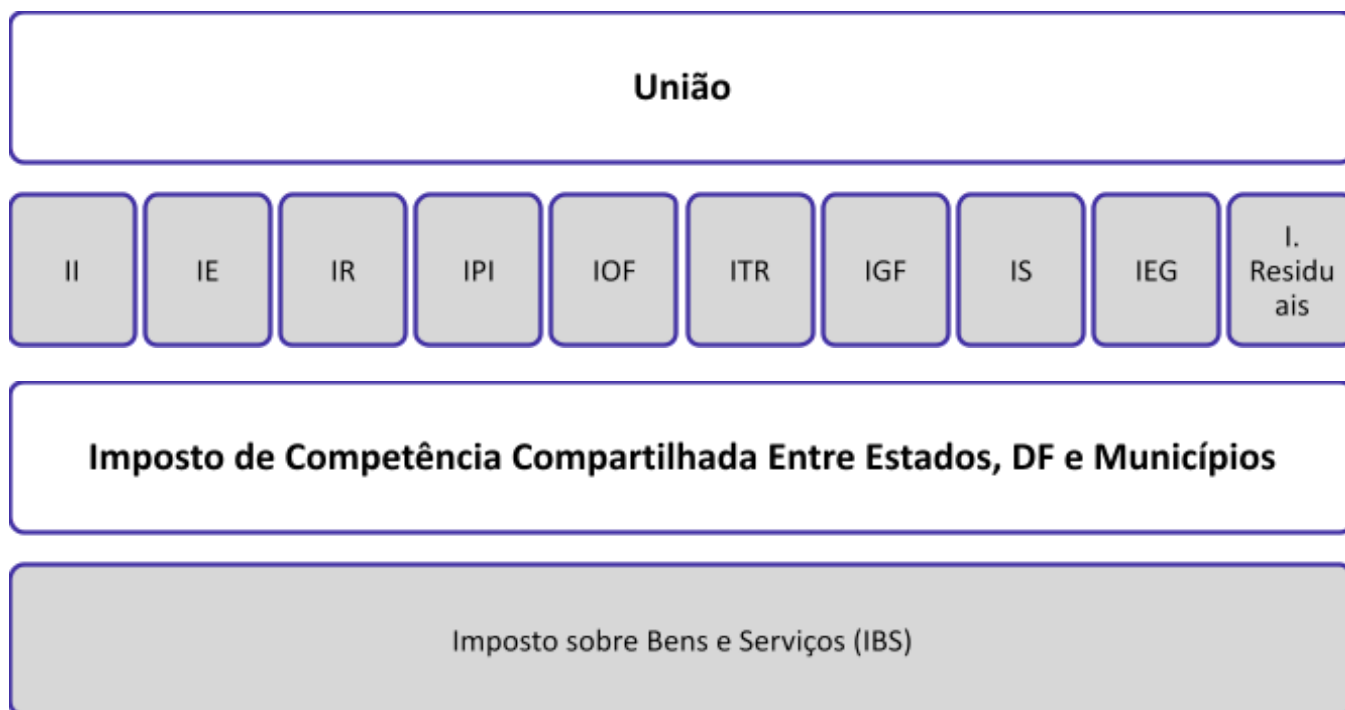 União
II
IE
IR
IPI
IOF
ITR
IGF
IS
IEG
I.
Residu
ais
Imposto de Competência Compartilhada Entre Estados, DF e Municípios
Imposto sobre Bens e Serviços (IBS)